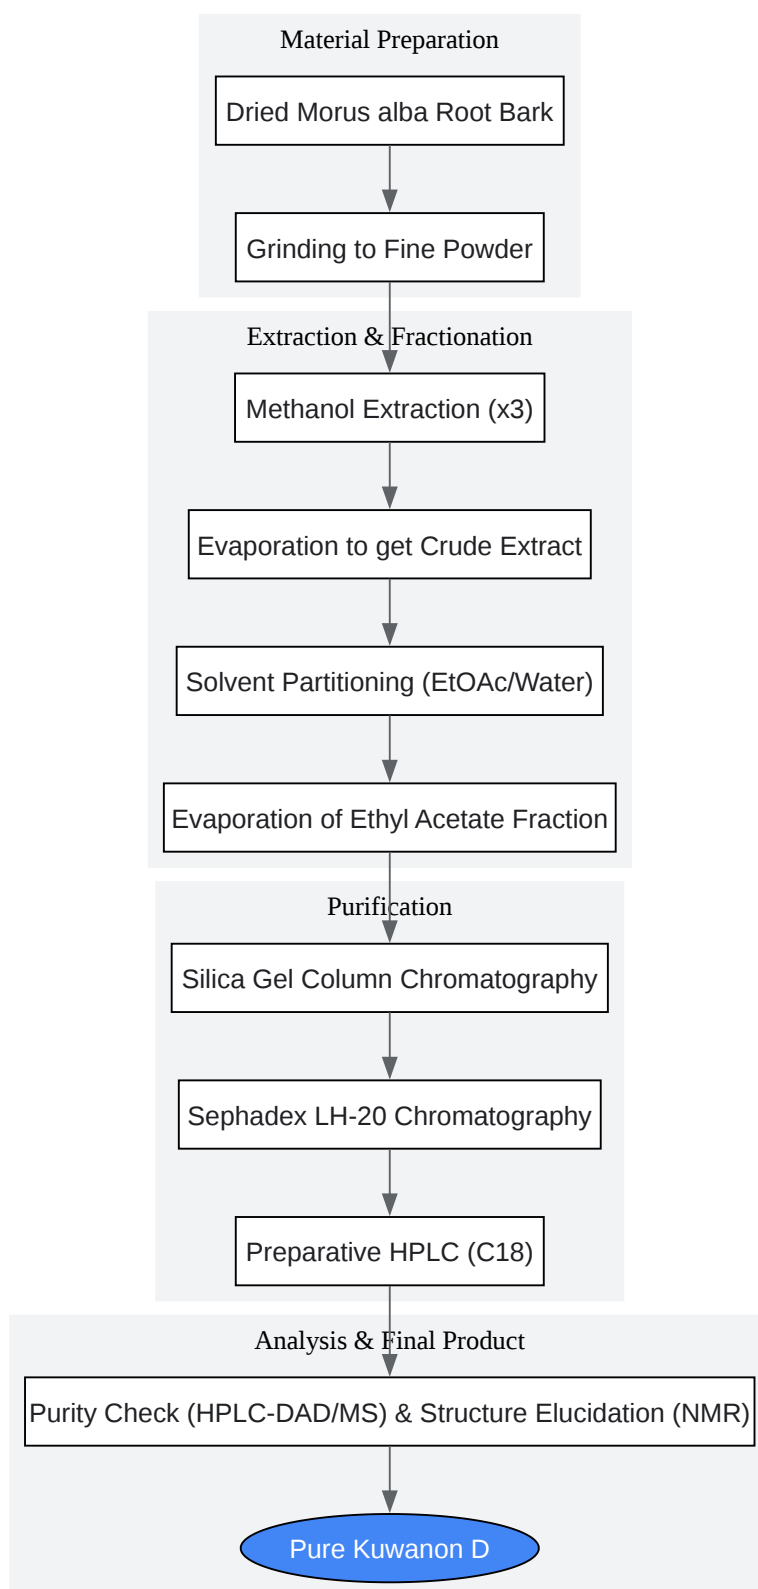 Material Preparation
Dried Morus alba Root Bark
Grinding to Fine Powder
Extraction & Fractionation
Methanol Extraction (x3)
Evaporation to get Crude Extract
Solvent Partitioning (EtOAc/Water)
Evaporation of Ethyl Acetate Fraction
Purification
Silica Gel Column Chromatography
Sephadex LH-20 Chromatography
Preparative HPLC (C18)
Analysis & Final Product
Purity Check (HPLC-DAD/MS) & Structure Elucidation (NMR)
Pure Kuwanon D